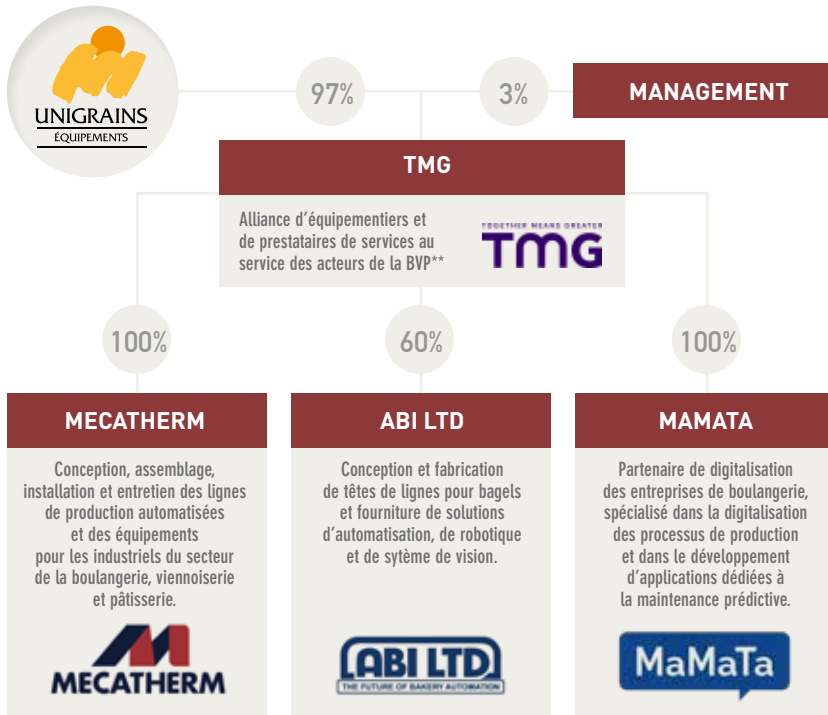 UNIGRAINS
ÉQUIPEMENTS
97%
3%
MANAGEMENT
TMG
Alliance d’équipementiers et
de prestataires de services au
service des acteurs de la BVP**
TOGETHER MEANS GREATER
TMG
100%
60%
100%
MECATHERM
Conception, assemblage,
installation et entretien des lignes
de production automatisées
et des équipements
pour les industriels du secteur
de la boulangerie, viennoiserie
et pâtisserie.
MECATHERM
ABI LTD
Conception et fabrication
de têtes de lignes pour bagels
et fourniture de solutions
d’automatisation, de robotique
et de sytème de vision.
ABI LTD
THE FUTURE OF BAKERY AUTOMATION
MAMATA
Partenaire de digitalisation
des entreprises de boulangerie,
spécialisé dans la digitalisation
des processus de production
et dans le développement
d’applications dédiées à
la maintenance prédictive.
MaMaTa